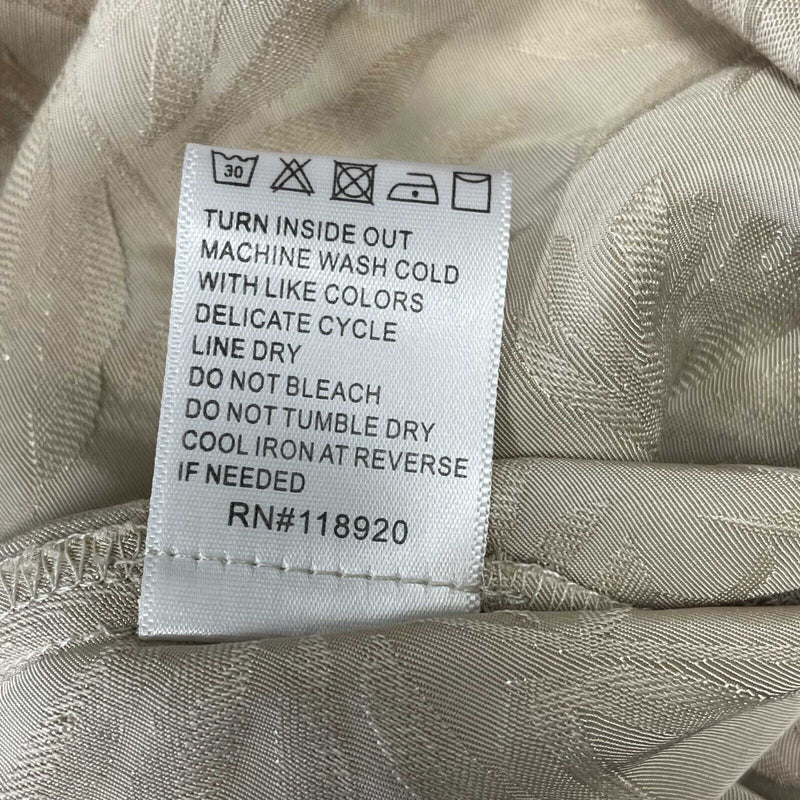 30
TURN INSIDE OUT
MACHINE WASH COLD
WITH LIKE COLORS
DELICATE CYCLE
LINE DRY
DO NOT BLEACH
DO NOT TUMBLE DRY
COOL IRON AT REVERSE
IF NEEDED
RN#118920